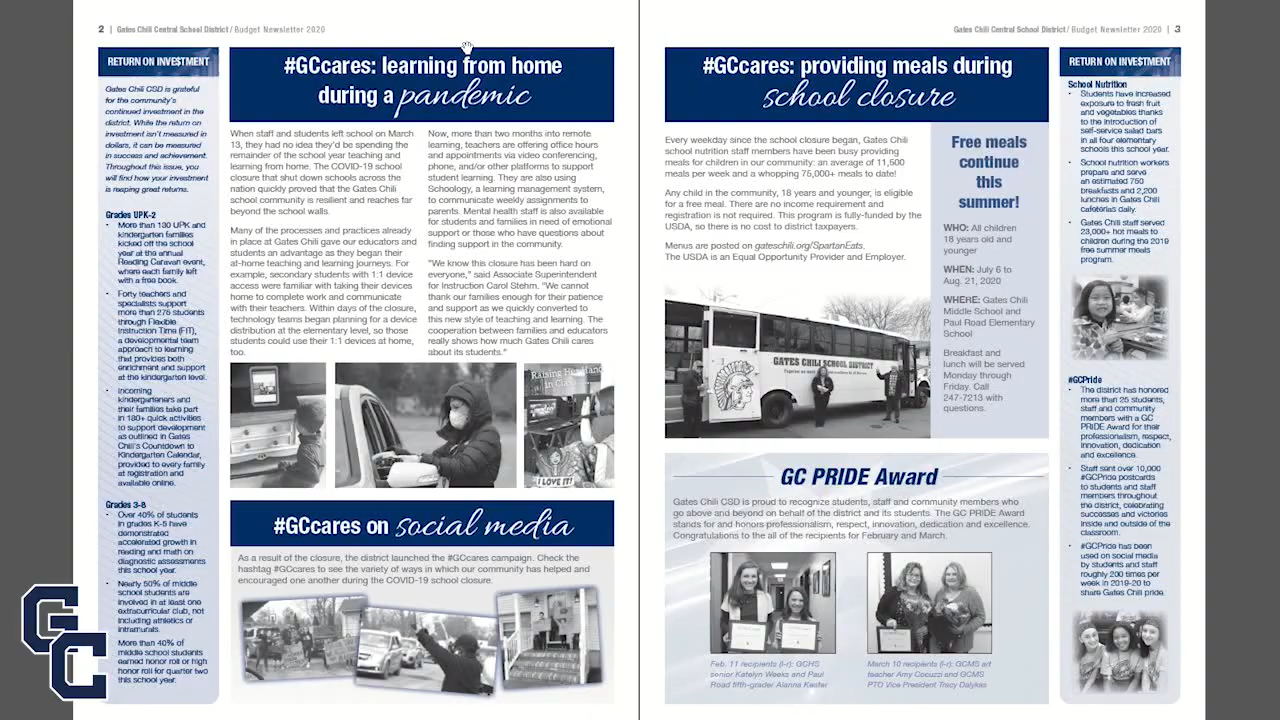 2 | Gates Chili Central School District / Budget Newsletter 2020
RETURN ON INVE$TMENT
Gates Chili CSD is grateful
for the community's
continued investment in the
district. While the return on
investment isn't measured in
dollars, it can be measured
in success and achievement.
Throughout this issue, you
will find how your investment
is reaping great returns.
Grades UPK-2
• More than 130 UPK and
kindergarten families
kicked off the school
year at the annual
Reading Caravan event,
where each family left
with a free book.
• Forty teachers and
specialists support
more than 275 students
through Flexible
Instruction Time (FIT),
a developmental team
approach to learning
that provides both
enrichment and support
at the kindergarten level.
• Incoming
kindergarteners and
their families take part
in 180+ quick activities
to support development
as outlined in Gates
Chili's Countdown to
Kindergarten Calendar,
provided to every family
at registration and
available online.
Grades 3-8
• Over 40% of students
in grades K-5 have
demonstrated
accelerated growth in
reading and math on
diagnostic assessments
this school year.
• Nearly 50% of middle
school students are
involved in at least one
extracurricular club, not
including athletics or
intramurals.
• More than 40% of
middle school students
earned honor roll or high
honor roll for quarter two
this school year.
GC
#GCcares: learning from home
during a pandemic
When staff and students left school on March
13, they had no idea they'd be spending the
remainder of the school year teaching and
learning from home. The COVID-19 school
closure that shut down schools across the
nation quickly proved that the Gates Chili
school community is resilient and reaches far
beyond the school walls.
Many of the processes and practices already
in place at Gates Chili gave our educators and
students an advantage as they began their
at-home teaching and learning journeys. For
example, secondary students with 1:1 device
access were familiar with taking their devices
home to complete work and communicate
with their teachers. Within days of the closure,
technology teams began planning for a device
distribution at the elementary level, so those
students could use their 1:1 devices at home,
too.
Now, more than two months into remote
learning, teachers are offering office hours
and appointments via video conferencing,
phone, and/or other platforms to support
student learning. They are also using
Schoology, a learning management system,
to communicate weekly assignments to
parents. Mental health staff is also available
for students and families in need of emotional
support or those who have questions about
finding support in the community.
"We know this closure has been hard on
everyone," said Associate Superintendent
for Instruction Carol Stehm. "We cannot
thank our families enough for their patience
and support as we quickly converted to
this new style of teaching and learning. The
cooperation between families and educators
really shows how much Gates Chili cares
about its students."
Raising
in Class
I LOVE IT!
#GCcares on social media
As a result of the closure, the district launched the #GCcares campaign. Check the
hashtag #GCcares to see the variety of ways in which our community has helped and
encouraged one another during the COVID-19 school closure.
Gates Chili Central School District / Budget Newsletter 2020 | 3
#GCcares: providing meals during
school closure
Every weekday since the school closure began, Gates Chili
school nutrition staff members have been busy providing
meals for children in our community: an average of 11,500
meals per week and a whopping 75,000+ meals to date!
Any child in the community, 18 years and younger, is eligible
for a free meal. There are no income requirement and
registration is not required. This program is fully-funded by the
USDA, so there is no cost to district taxpayers.
Menus are posted on gateschili.org/SpartanEats.
The USDA is an Equal Opportunity Provider and Employer.
GATES CHILI SCHOOL DISTRICT
Free meals
continue
this
summer!
WHO: All children
18 years old and
younger
WHEN: July 6 to
Aug. 21, 2020
WHERE: Gates Chili
Middle School and
Paul Road Elementary
School
Breakfast and
lunch will be served
Monday through
Friday. Call
247-7213 with
questions.
GC PRIDE Award
Gates Chili CSD is proud to recognize students, staff and community members who
go above and beyond on behalf of the district and its students. The GC PRIDE Award
stands for and honors professionalism, respect, innovation, dedication and excellence.
Congratulations to the all of the recipients for February and March.
Feb. 11 recipients (l-r): GCHS
senior Katelyn Weeks and Paul
Road fifth-grader Alanna Keater
March 10 recipients (l-r): GCMS art
teacher Amy Cocuzzi and GCMS
PTO Vice President Tracy Dalykas
RETURN ON INVE$TMENT
School Nutrition
• Students have increased
exposure to fresh fruit
and vegetables thanks
to the introduction of
self-service salad bars
in all four elementary
schools this school year.
• School nutrition workers
prepare and serve
an estimated 750
breakfasts and 2,200
lunches in Gates Chili
cafeterias daily.
• Gates Chili staff served
23,000+ hot meals to
children during the 2019
free summer meals
program.
#GCPride
• The district has honored
more than 25 students,
staff and community
members with a GC
PRIDE Award for their
professionalism, respect,
innovation, dedication
and excellence.
• Staff sent over 10,000
#GCPride postcards
to students and staff
members throughout
the district, celebrating
successes and victories
inside and outside of the
classroom.
• #GCPride has been
used on social media
by students and staff
roughly 200 times per
week in 2019-20 to
share Gates Chili pride.